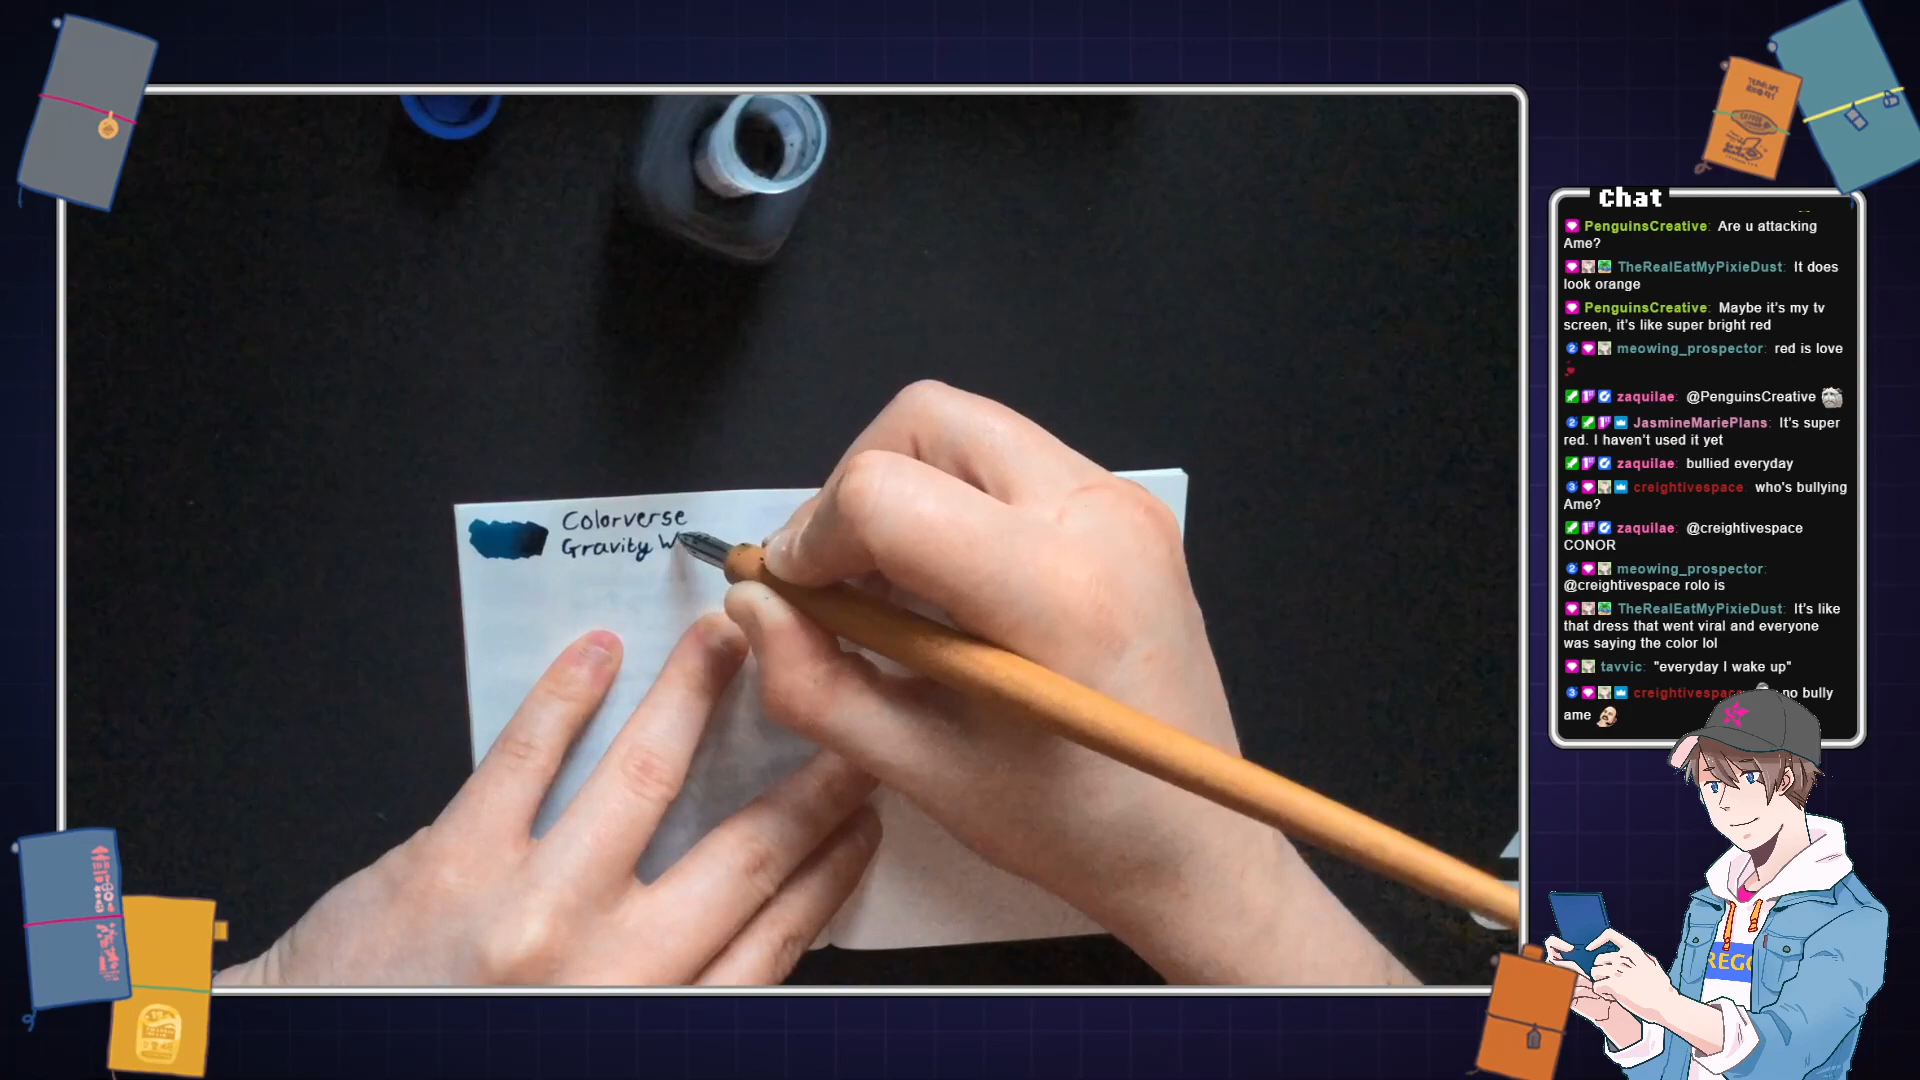 Colorverse
Gravity W
chat
PenguinsCreative: Are u attacking
Ame?
TheRealEatMyPixieDust: It does
look orange
PenguinsCreative: Maybe it's my tv
screen, it's like super bright red
meowing_prospector: red is love
zaquilae: @PenguinsCreative
JasmineMariePlans: It's super
red. I haven't used it yet
zaquilae: bullied everyday
creightivespace: who's bullying
Ame?
zaquilae: @creightivespace
CONOR
meowing_prospector:
@creightivespace rolo is
TheRealEatMyPixieDust: It's like
that dress that went viral and everyone
was saying the color lol
tavvic: "everyday I wake up"
creightivespace no bully
ame
REGO